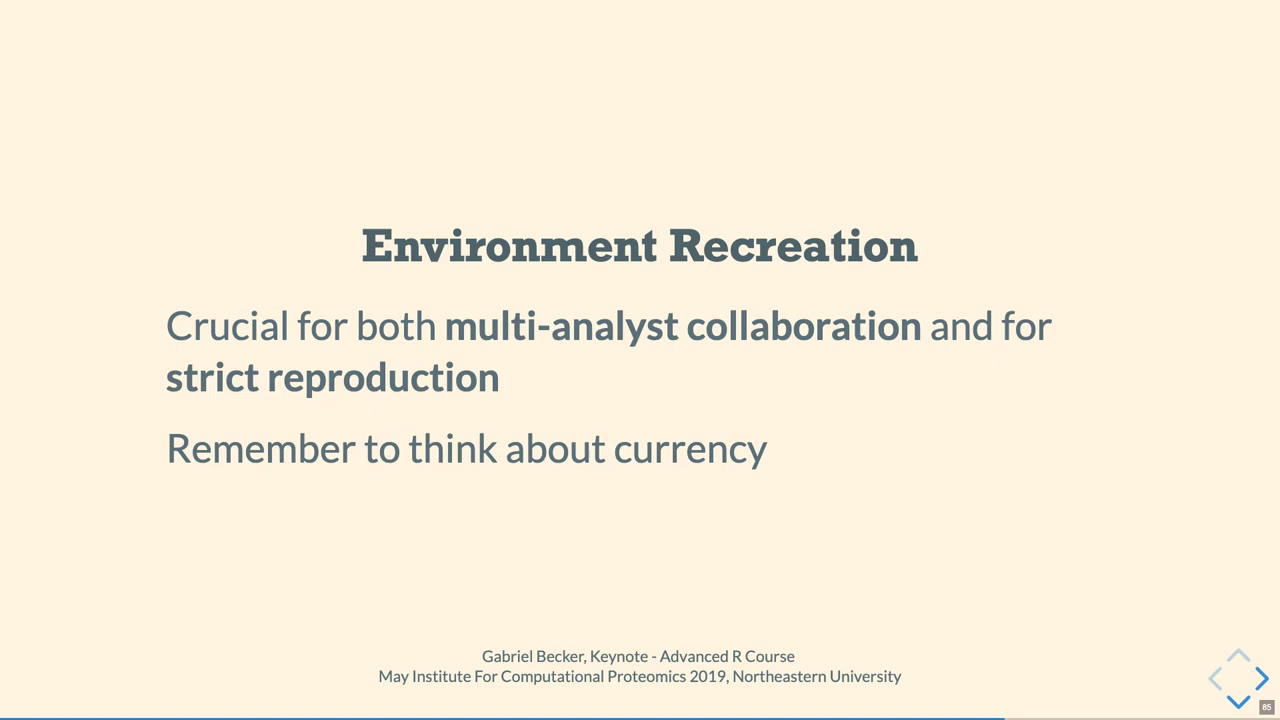 Environment Recreation
Crucial for both multi-analyst collaboration and for
strict reproduction
Remember to think about currency
Gabriel Becker, Keynote - Advanced R Course
May Institute For Computational Proteomics 2019, Northeastern University
85